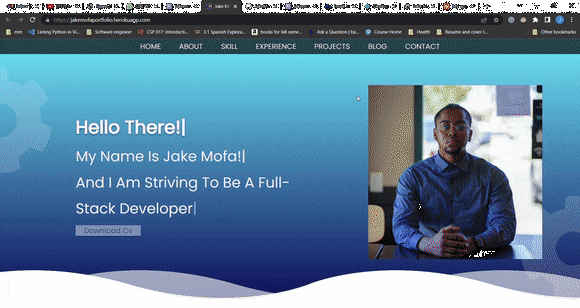 Jake M
https://jakemofaportfolio.herokuapp.com
mm Linting Python in Vi Software engineer CSP 017: Introducti... 3.1 Spanish Explora... books for fall seme... Ask a Question | ba... Course Home Health Resume and cover l... Other bookmarks
HOME ABOUT SKILL EXPERIENCE PROJECTS BLOG CONTACT
Hello There!|
My Name Is Jake Mofa!|
And I Am Striving To Be A Full-
Stack Developer|
Download Cv